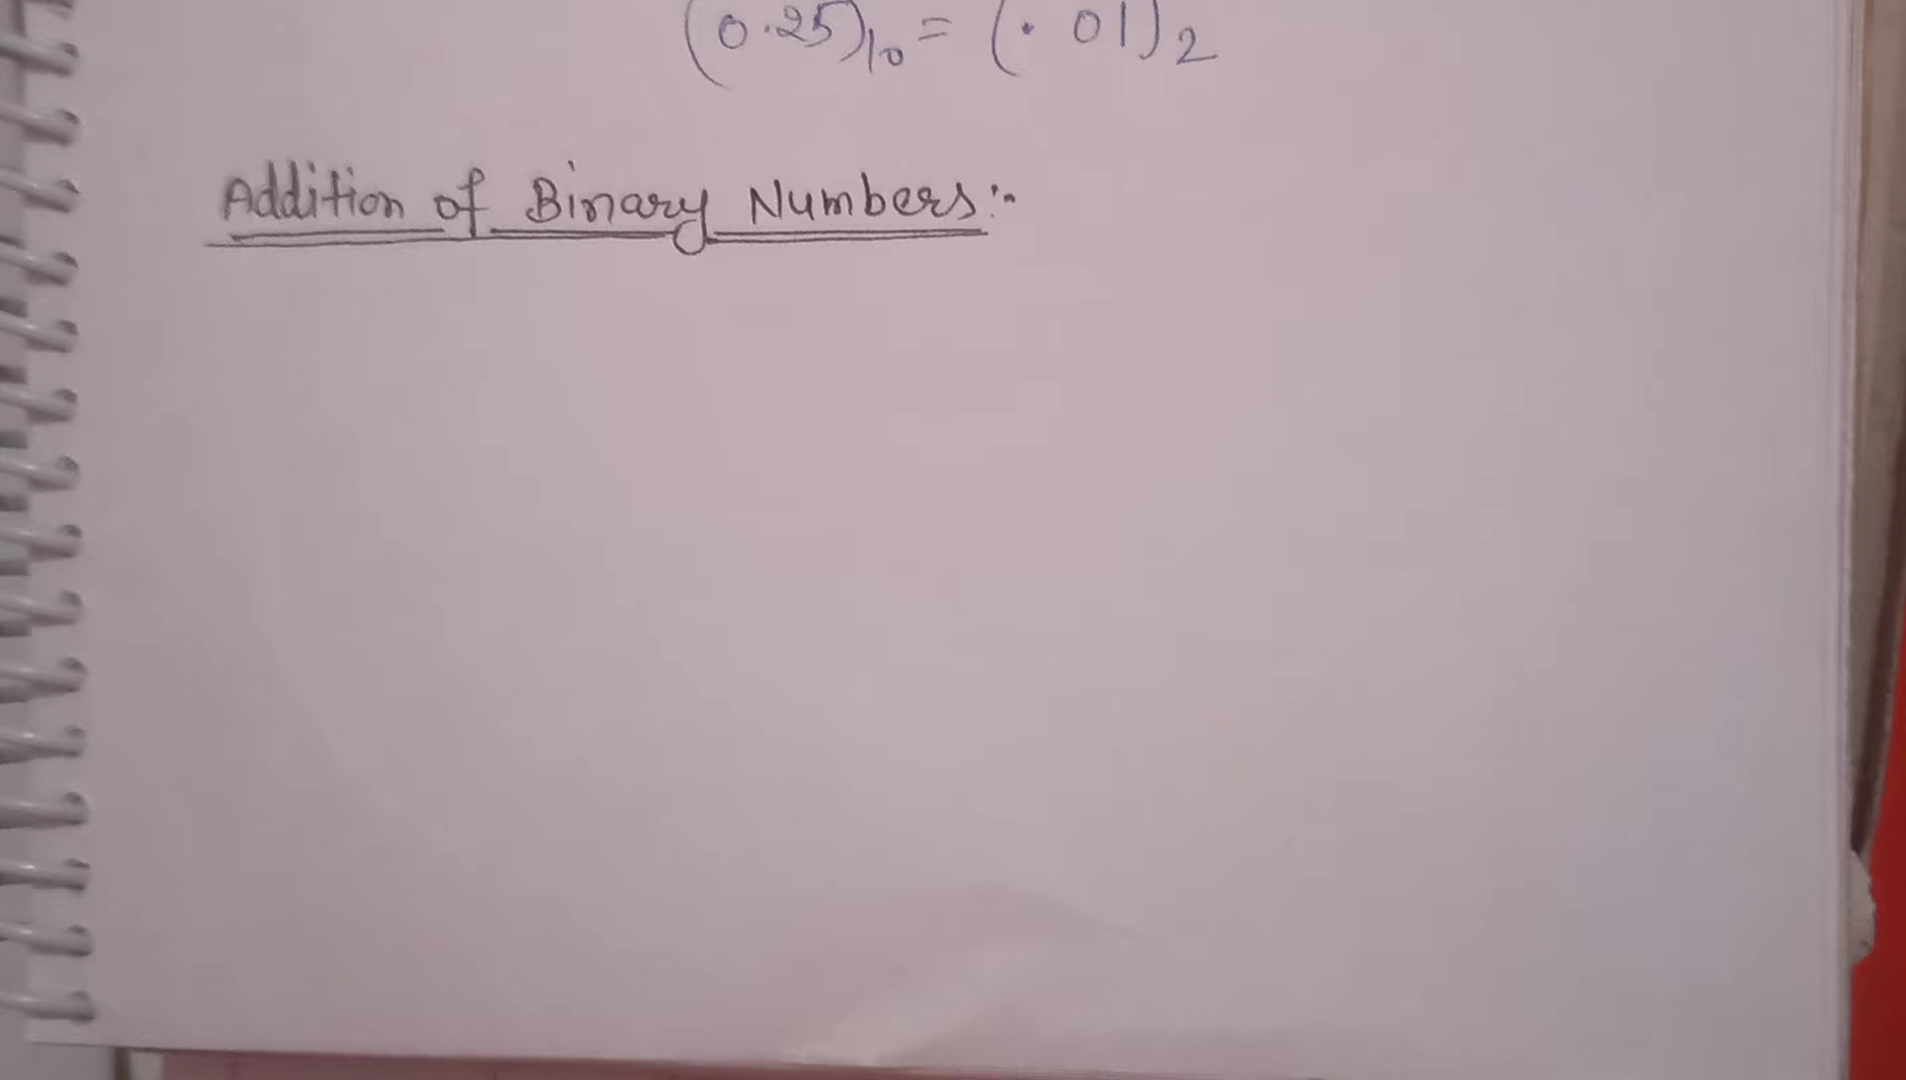 (0.25)10 = (. 01)2
Addition of Binary Numbers:-